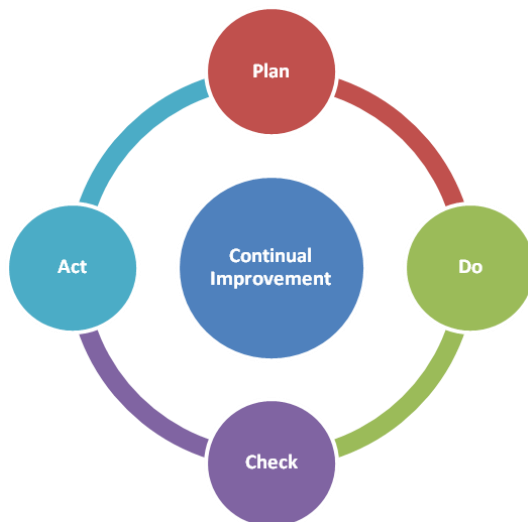 Plan
Do
Check
Act
Continual
Improvement